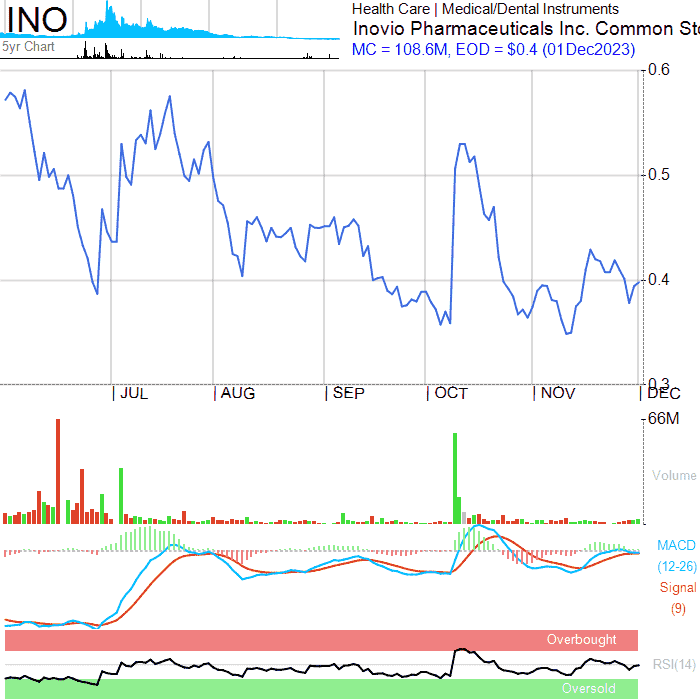 INO
5yr Chart
Health Care | Medical/Dental Instruments
Inovio Pharmaceuticals Inc. Common Sto
MC = 108.6M, EOD = $0.4 (01Dec2023)
0.6
0.5
0.4
0.3
| JUL | AUG | SEP | OCT | NOV | DEC
66M
Volume
MACD
(12-26)
Signal
(9)
Overbought
RSI(14)
Oversold